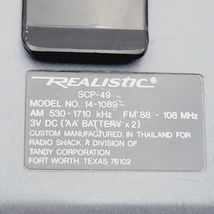 REALISTIC
SCP-49
MODEL NO. 14-1089
AM 530-1710 kHz FM 88 - 108 MHz
3V DC ("AA" BATTERY x 2)
CUSTOM MANUFACTURED IN THAILAND FOR
RADIO SHACK, A DIVISION OF
TANDY CORPORATION
FORT WORTH, TEXAS 76102